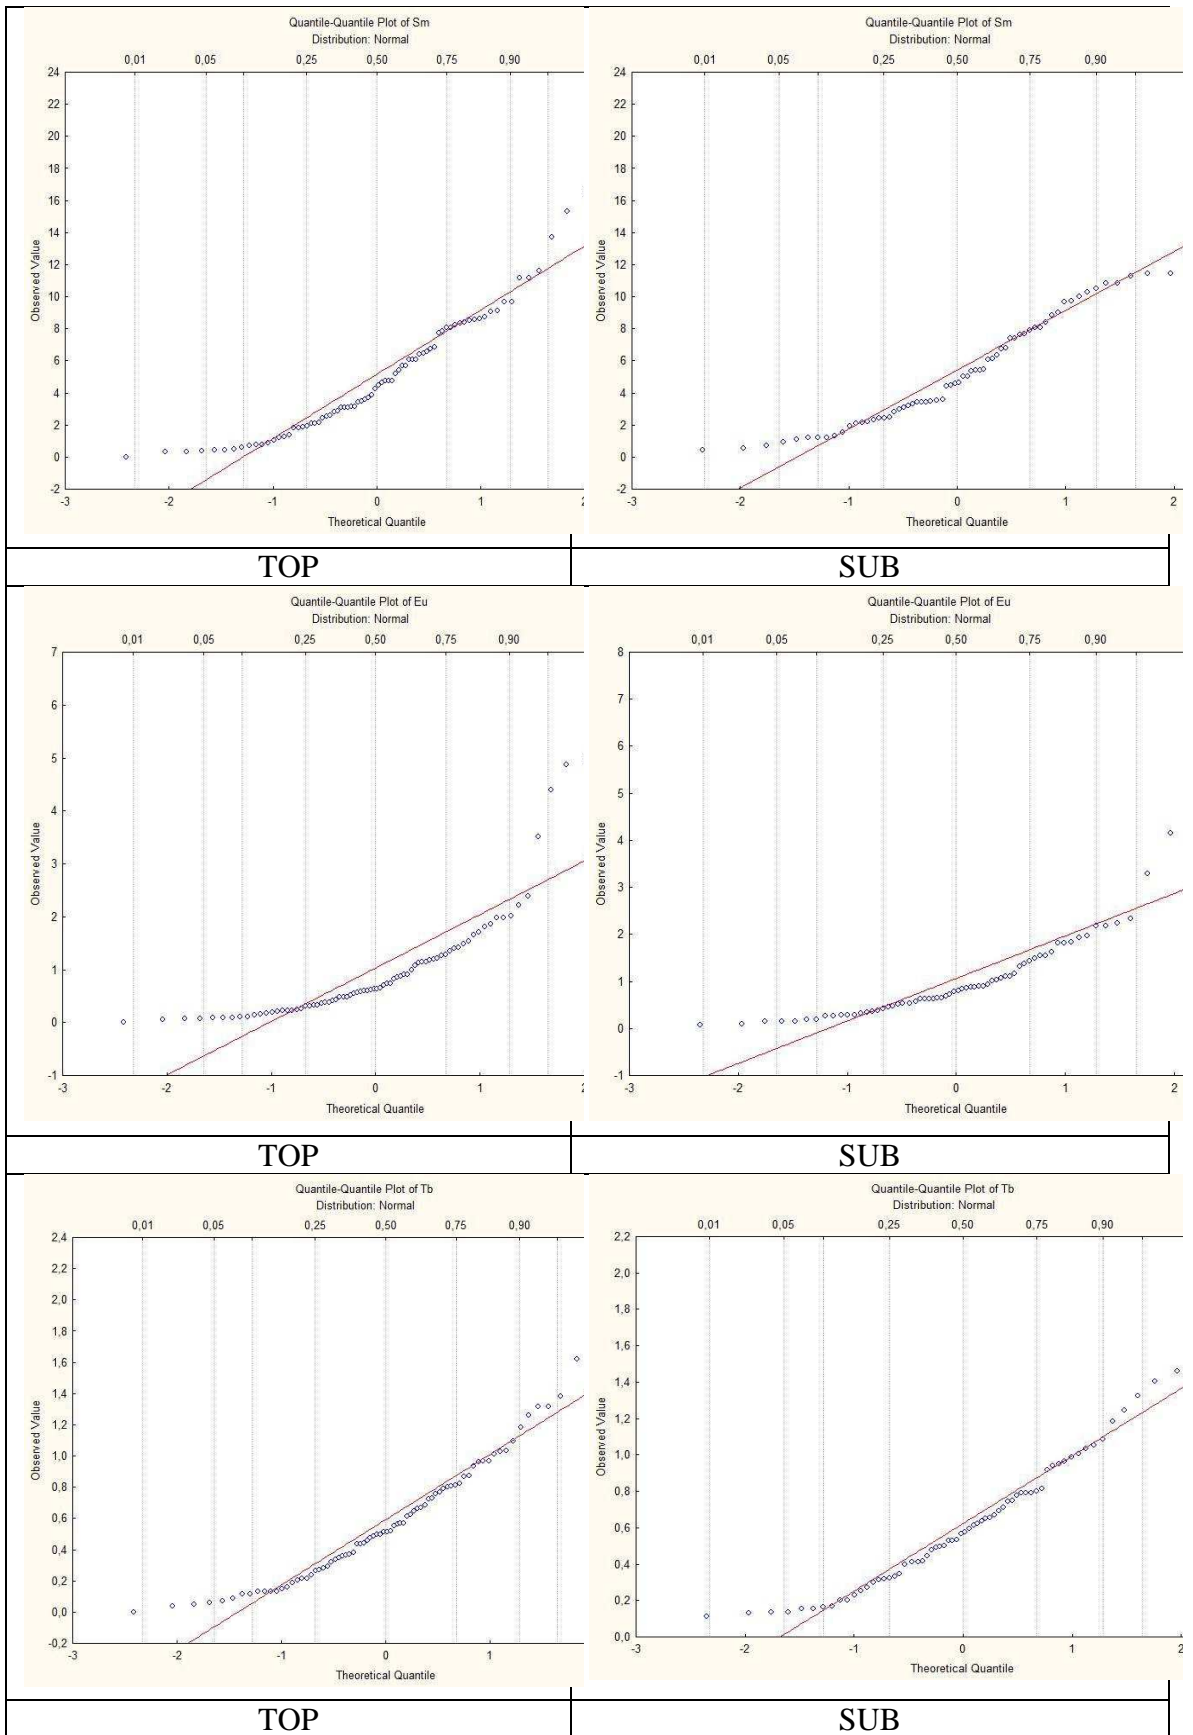 Quantile-Quantile Plot of Sm
Distribution: Normal
0,01 0,05 0,25 0,50 0,75 0,90
24
22
20
18
16
14
12
10
8
6
4
2
0
-2
Observed Value
-3 -2 -1 0 1 2
Theoretical Quantile
Quantile-Quantile Plot of Sm
Distribution: Normal
0,01 0,05 0,25 0,50 0,75 0,90
24
22
20
18
16
14
12
10
8
6
4
2
0
-2
Observed Value
-3 -2 -1 0 1 2
Theoretical Quantile
TOP SUB
Quantile-Quantile Plot of Eu
Distribution: Normal
0,01 0,05 0,25 0,50 0,75 0,90
7
6
5
4
3
2
1
0
-1
Observed Value
-3 -2 -1 0 1 2
Theoretical Quantile
Quantile-Quantile Plot of Eu
Distribution: Normal
0,01 0,05 0,25 0,50 0,75 0,90
8
7
6
5
4
3
2
1
0
-1
Observed Value
-3 -2 -1 0 1 2
Theoretical Quantile
TOP SUB
Quantile-Quantile Plot of Tb
Distribution: Normal
0,01 0,05 0,25 0,50 0,75 0,90
2,4
2,2
2,0
1,8
1,6
1,4
1,2
1,0
0,8
0,6
0,4
0,2
0,0
-0,2
Observed Value
-3 -2 -1 0 1
Theoretical Quantile
Quantile-Quantile Plot of Tb
Distribution: Normal
0,01 0,05 0,25 0,50 0,75 0,90
2,2
2,0
1,8
1,6
1,4
1,2
1,0
0,8
0,6
0,4
0,2
0,0
Observed Value
-3 -2 -1 0 1 2
Theoretical Quantile
TOP SUB